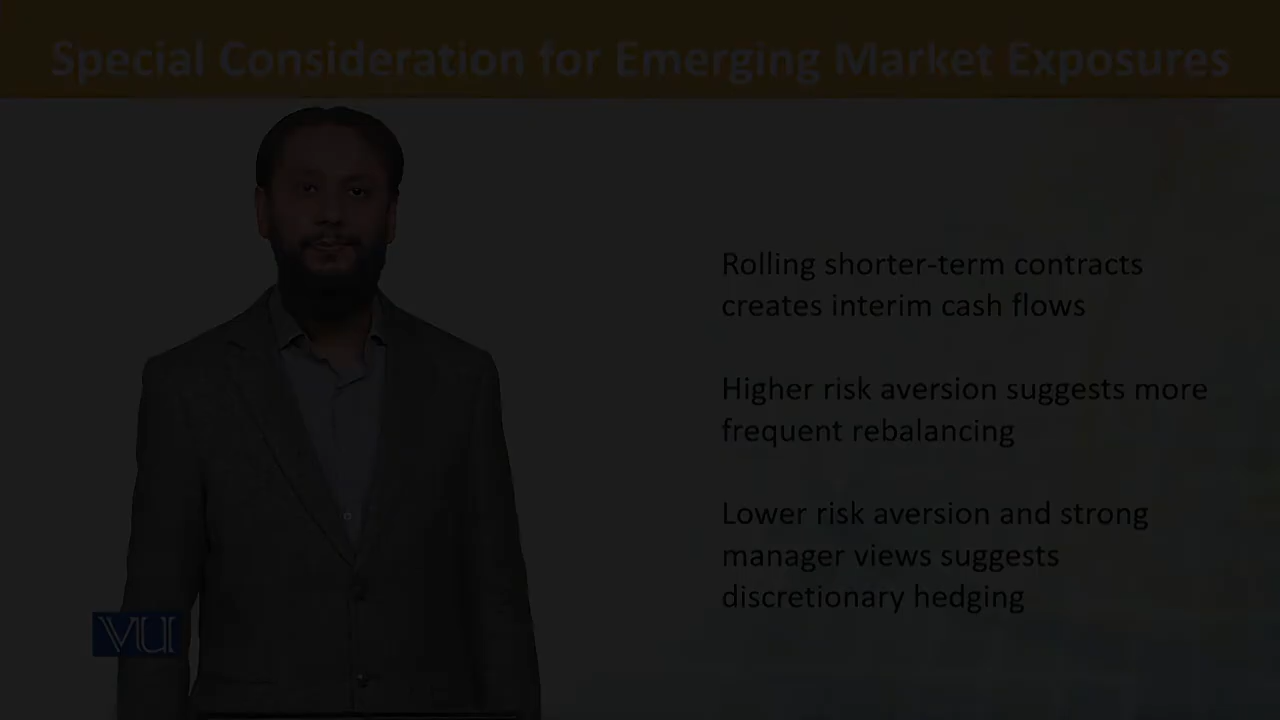 Special Consideration for Emerging Market Exposures
Rolling shorter-term contracts
creates interim cash flows
Higher risk aversion suggests more
frequent rebalancing
Lower risk aversion and strong
manager views suggests
discretionary hedging
VU